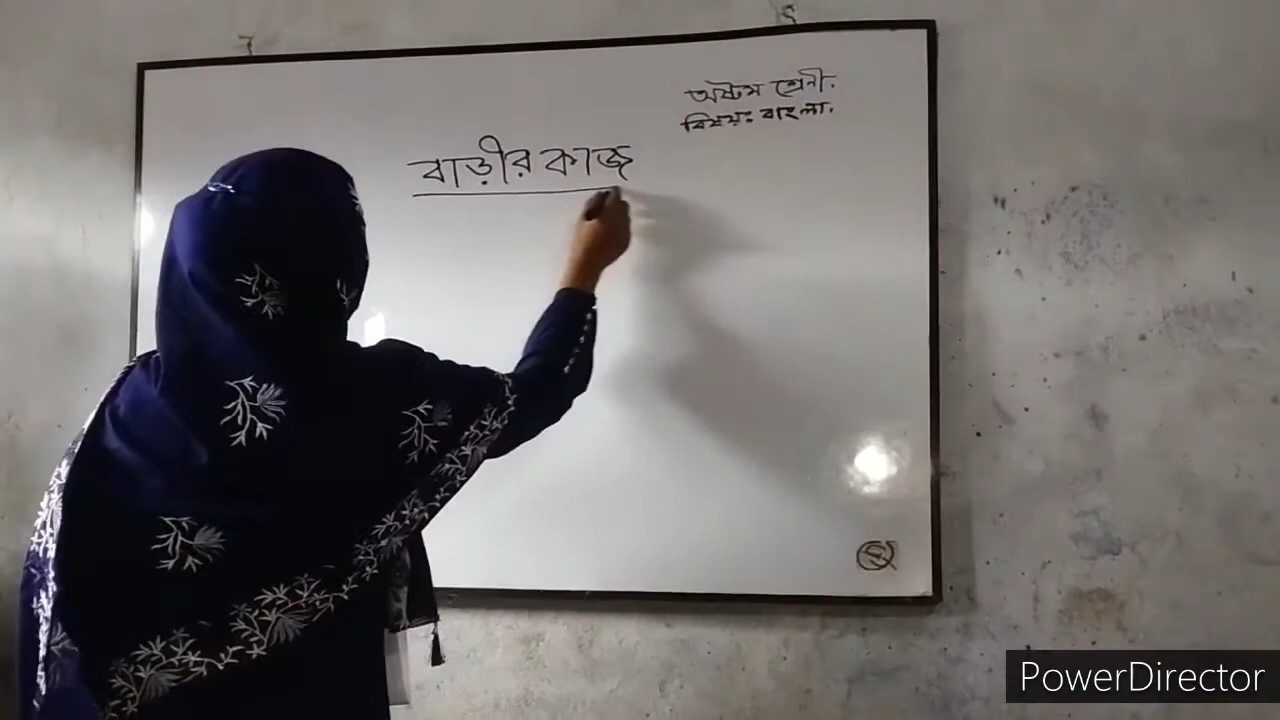 অষ্টম শ্রেনী.
বিষয়ঃ বাংলা.
বাড়ীর কাজ
PowerDirector